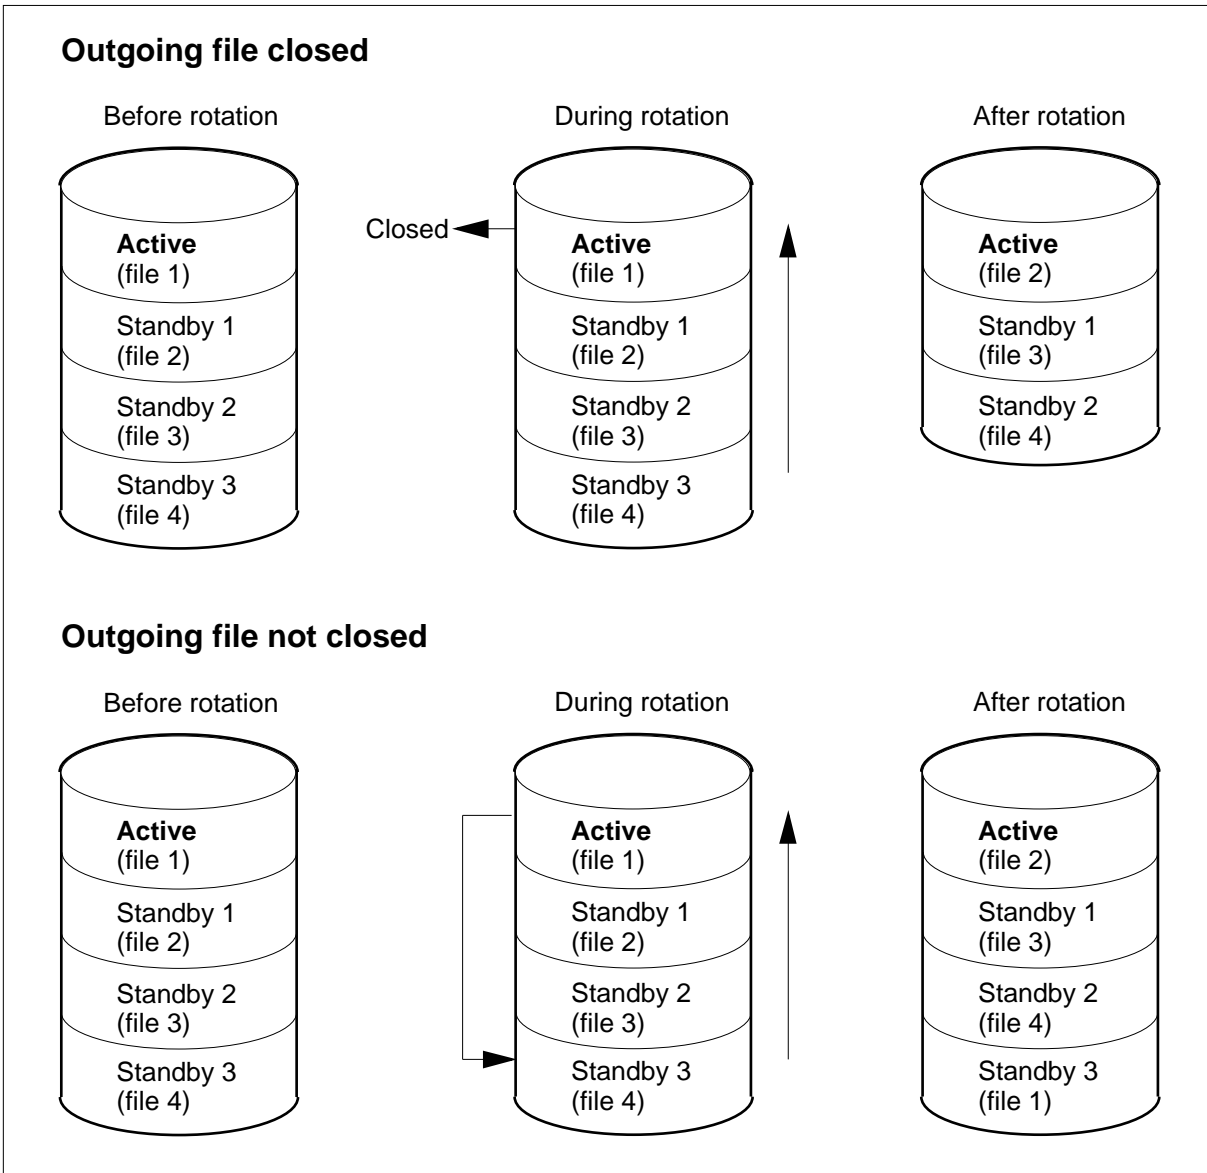 Outgoing file closed
Before rotation
During rotation
After rotation
Active
(file 1)
Standby 1
(file 2)
Standby 2
(file 3)
Standby 3
(file 4)
Closed
Active
(file 1)
Standby 1
(file 2)
Standby 2
(file 3)
Standby 3
(file 4)
Active
(file 2)
Standby 1
(file 3)
Standby 2
(file 4)
Outgoing file not closed
Before rotation
During rotation
After rotation
Active
(file 1)
Standby 1
(file 2)
Standby 2
(file 3)
Standby 3
(file 4)
Active
(file 1)
Standby 1
(file 2)
Standby 2
(file 3)
Standby 3
(file 4)
Active
(file 2)
Standby 1
(file 3)
Standby 2
(file 4)
Standby 3
(file 1)